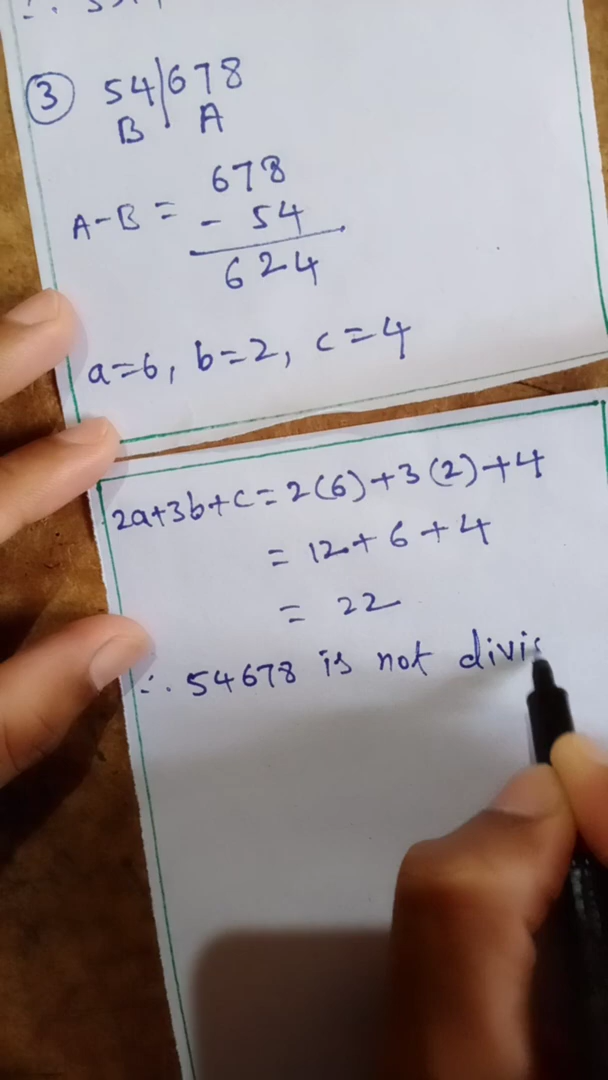 ③ 54|678
B A
A-B = 678
- 54
624
a=6, b=2, c=4
2a+3b+c=2(6)+3(2)+4
= 12+6+4
= 22
∴ 54678 is not divis